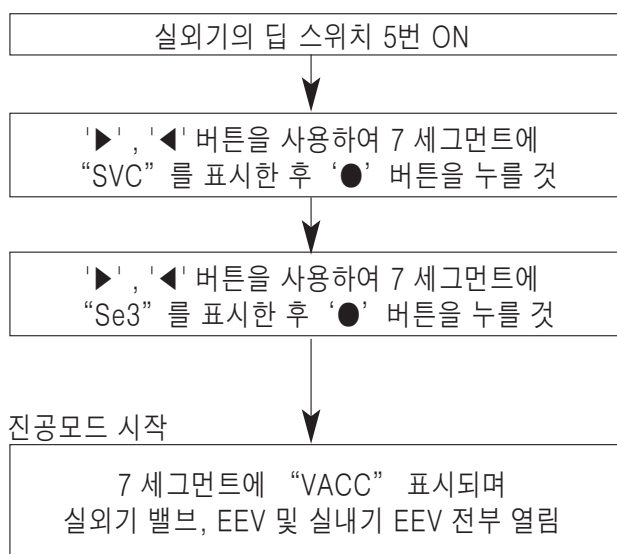 실외기의 딥 스위치 5번 ON
'▶' , '◀' 버튼을 사용하여 7 세그먼트에
“SVC” 를 표시한 후 ‘●’ 버튼을 누를 것
'▶' , '◀' 버튼을 사용하여 7 세그먼트에
“Se3” 를 표시한 후 ‘●’ 버튼을 누를 것
진공모드 시작
7 세그먼트에 “VACC” 표시되며
실외기 밸브, EEV 및 실내기 EEV 전부 열림